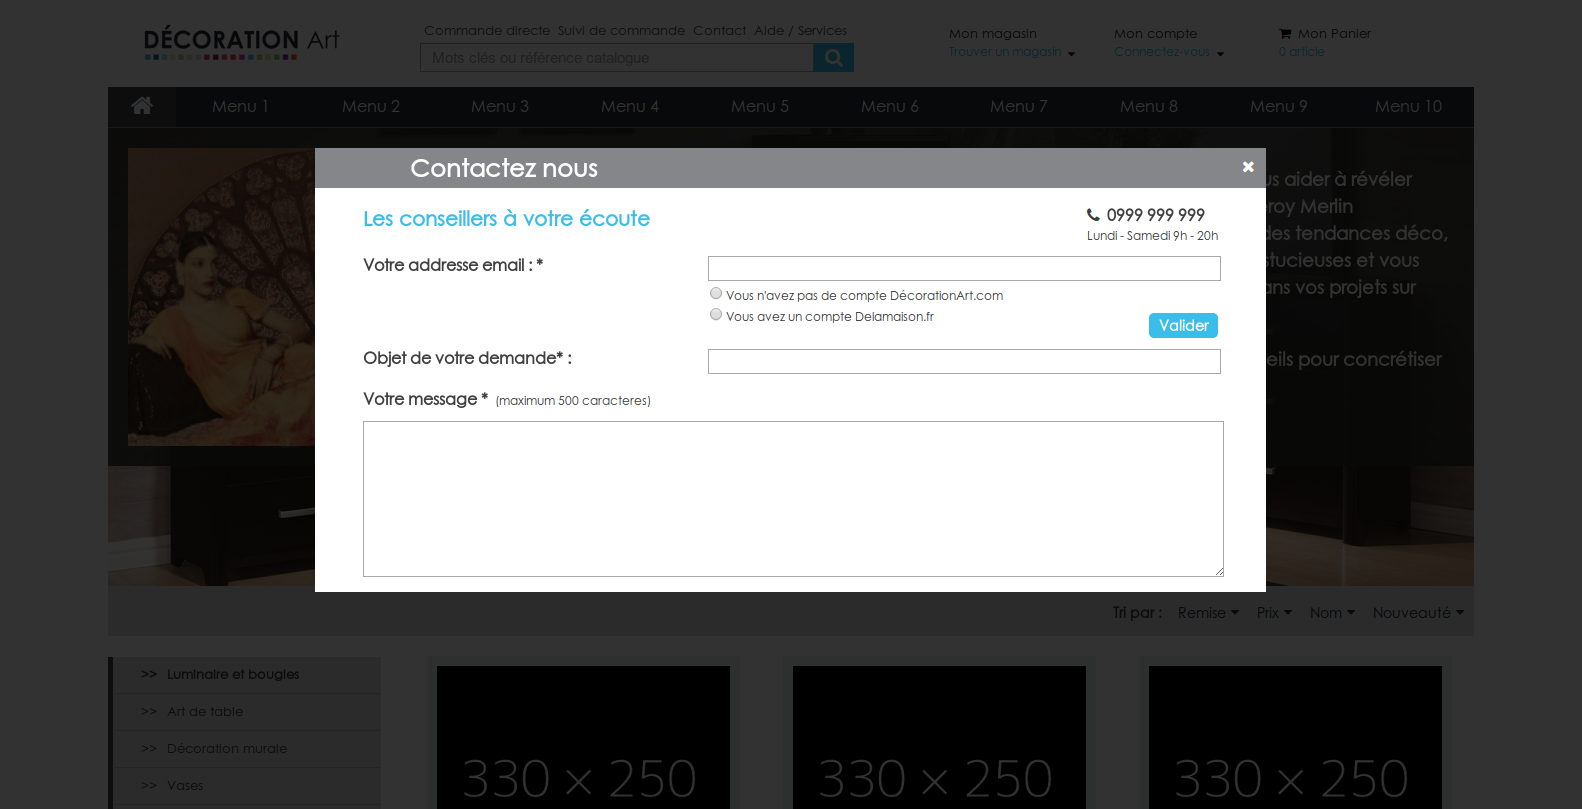 DÉCORATION Art
Commande directe Suivi de commande Contact Aide / Services
Mots clés ou référence catalogue
Mon magasin
Trouver un magasin
Mon compte
Connectez-vous
Mon Panier
0 article
Menu 1 Menu 2 Menu 3 Menu 4 Menu 5 Menu 6 Menu 7 Menu 8 Menu 9 Menu 10
Contactez nous
Les conseillers à votre écoute
0999 999 999
Lundi - Samedi 9h - 20h
Votre addresse email : *
Vous n'avez pas de compte DécorationArt.com
Vous avez un compte Delamaison.fr
Valider
Objet de votre demande* :
Votre message * (maximum 500 caracteres)
aider à révéler
Merlin
des tendances déco,
et vous
vos projets sur
pour concrétiser
Tri par : Remise Prix Nom Nouveauté
>> Luminaire et bougies
>> Art de table
>> Décoration murale
>> Vases
330 × 250
330 × 250
330 × 250